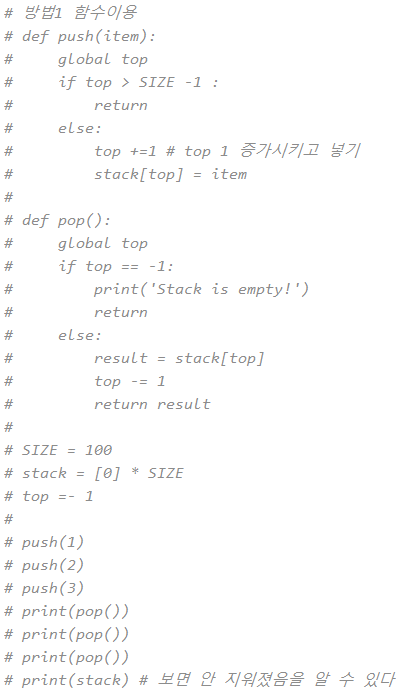 # 방법1 함수이용
# def push(item):
#     global top
#     if top > SIZE -1 :
#         return
#     else:
#         top +=1 # top 1 증가시키고 넣기
#         stack[top] = item
#
# def pop():
#     global top
#     if top == -1:
#         print('Stack is empty!')
#         return
#     else:
#         result = stack[top]
#         top -= 1
#         return result
#
# SIZE = 100
# stack = [0] * SIZE
# top =- 1
#
# push(1)
# push(2)
# push(3)
# print(pop())
# print(pop())
# print(pop())
# print(stack) # 보면 안 지워졌음을 알 수 있다